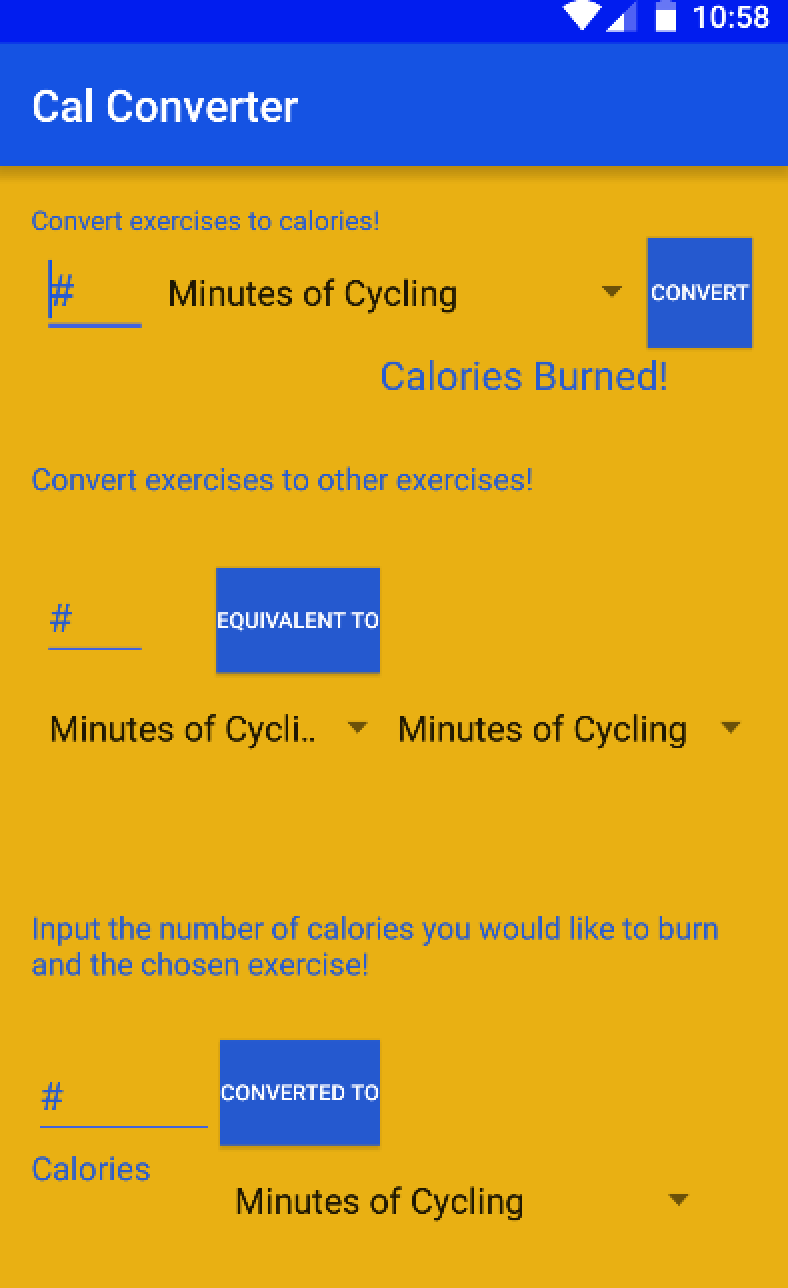 10:58
Cal Converter
Convert exercises to calories!
# Minutes of Cycling CONVERT
Calories Burned!
Convert exercises to other exercises!
# EQUIVALENT TO
Minutes of Cycli.. Minutes of Cycling
Input the number of calories you would like to burn
and the chosen exercise!
# CONVERTED TO
Calories
Minutes of Cycling